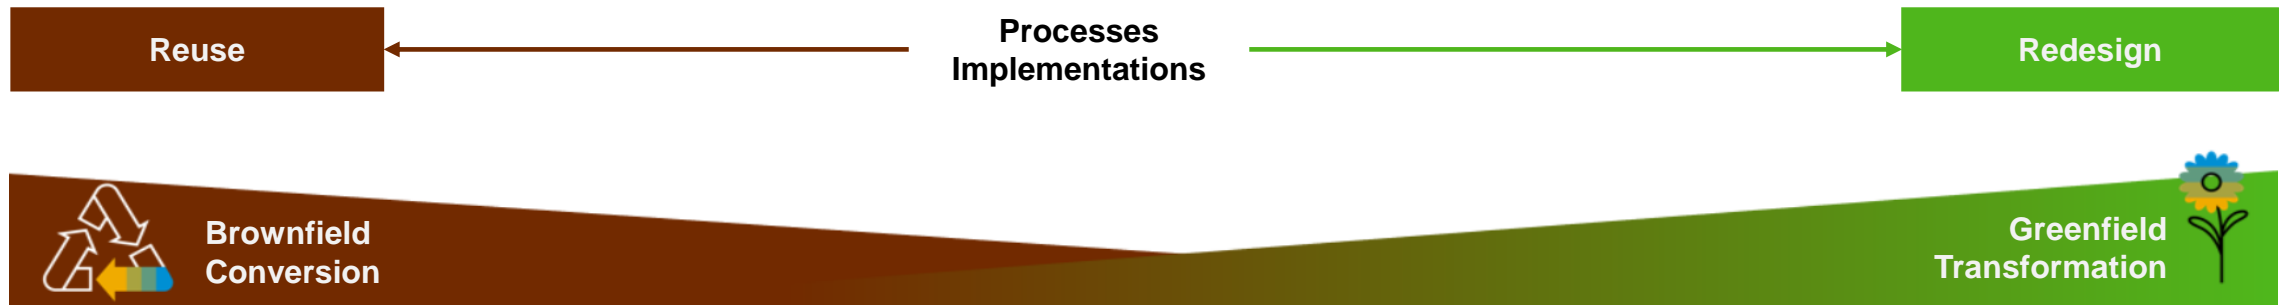 Reuse
Processes
Implementations
Redesign
Brownfield
Conversion
Greenfield
Transformation